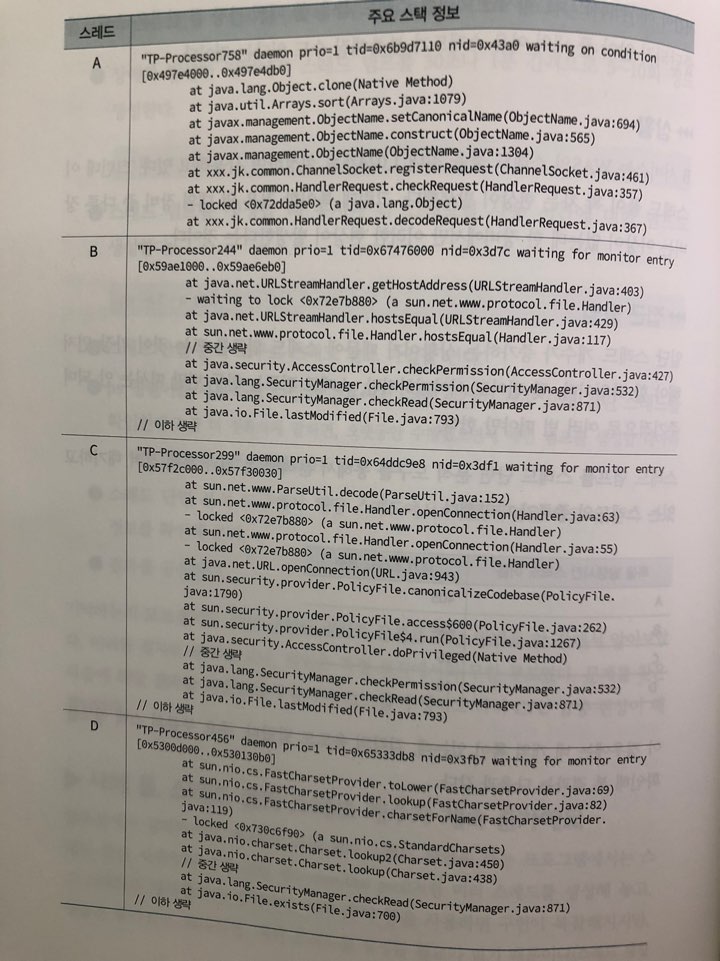 스레드 주요 스택 정보
A "TP-Processor758" daemon prio=1 tid=0x6b9d7110 nid=0x43a0 waiting on condition
[0x497e4000..0x497e4db0]
at java.lang.Object.clone(Native Method)
at java.util.Arrays.sort(Arrays.java:1079)
at javax.management.ObjectName.setCanonicalName(ObjectName.java:694)
at javax.management.ObjectName.construct(ObjectName.java:565)
at javax.management.ObjectName(ObjectName.java:1304)
at xxx.jk.common.ChannelSocket.registerRequest(ChannelSocket.java:461)
at xxx.jk.common.HandlerRequest.checkRequest(HandlerRequest.java:357)
- locked <0x72dda5e0> (a java.lang.Object)
at xxx.jk.common.HandlerRequest.decodeRequest(HandlerRequest.java:367)
B "TP-Processor244" daemon prio=1 tid=0x67476000 nid=0x3d7c waiting for monitor entry
[0x59ae1000..0x59ae6eb0]
at java.net.URLStreamHandler.getHostAddress(URLStreamHandler.java:403)
- waiting to lock <0x72e7b880> (a sun.net.www.protocol.file.Handler)
at java.net.URLStreamHandler.hostsEqual(URLStreamHandler.java:429)
at sun.net.www.protocol.file.Handler.hostsEqual(Handler.java:117)
// 중간 생략
at java.security.AccessController.checkPermission(AccessController.java:427)
at java.lang.SecurityManager.checkPermission(SecurityManager.java:532)
at java.lang.SecurityManager.checkRead(SecurityManager.java:871)
at java.io.File.lastModified(File.java:793)
// 이하 생략
C "TP-Processor299" daemon prio=1 tid=0x64ddc9e8 nid=0x3df1 waiting for monitor entry
[0x57f2c000..0x57f30030]
at sun.net.www.ParseUtil.decode(ParseUtil.java:152)
at sun.net.www.protocol.file.Handler.openConnection(Handler.java:63)
- locked <0x72e7b880> (a sun.net.www.protocol.file.Handler)
at sun.net.www.protocol.file.Handler.openConnection(Handler.java:55)
- locked <0x72e7b880> (a sun.net.www.protocol.file.Handler)
at java.net.URL.openConnection(URL.java:943)
at sun.security.provider.PolicyFile.canonicalizeCodebase(PolicyFile.
java:1790)
at sun.security.provider.PolicyFile.access$600(PolicyFile.java:262)
at sun.security.provider.PolicyFile$4.run(PolicyFile.java:1267)
at java.security.AccessController.doPrivileged(Native Method)
// 중간 생략
at java.lang.SecurityManager.checkPermission(SecurityManager.java:532)
at java.lang.SecurityManager.checkRead(SecurityManager.java:871)
at java.io.File.lastModified(File.java:793)
// 이하 생략
D "TP-Processor456" daemon prio=1 tid=0x65333db8 nid=0x3fb7 waiting for monitor entry
[0x5300d000..0x530130b0]
at sun.nio.cs.FastCharsetProvider.toLower(FastCharsetProvider.java:69)
at sun.nio.cs.FastCharsetProvider.lookup(FastCharsetProvider.java:82)
at sun.nio.cs.FastCharsetProvider.charsetForName(FastCharsetProvider.
java:119)
- locked <0x730c6f90> (a sun.nio.cs.StandardCharsets)
at java.nio.charset.Charset.lookup2(Charset.java:450)
at java.nio.charset.Charset.lookup(Charset.java:438)
// 중간 생략
at java.lang.SecurityManager.checkRead(SecurityManager.java:871)
at java.io.File.exists(File.java:700)
// 이하 생략